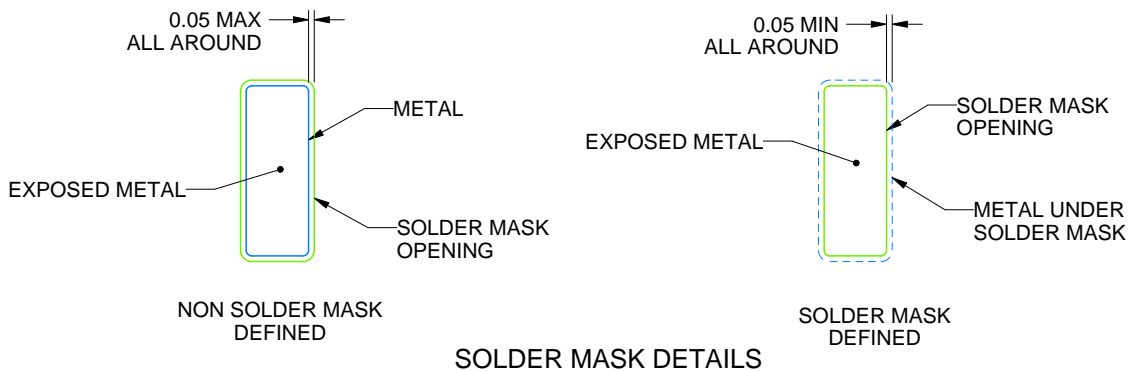 0.05 MAX
ALL AROUND
METAL
EXPOSED METAL
SOLDER MASK
OPENING
NON SOLDER MASK
DEFINED
0.05 MIN
ALL AROUND
SOLDER MASK
OPENING
EXPOSED METAL
METAL UNDER
SOLDER MASK
SOLDER MASK
DEFINED
SOLDER MASK DETAILS